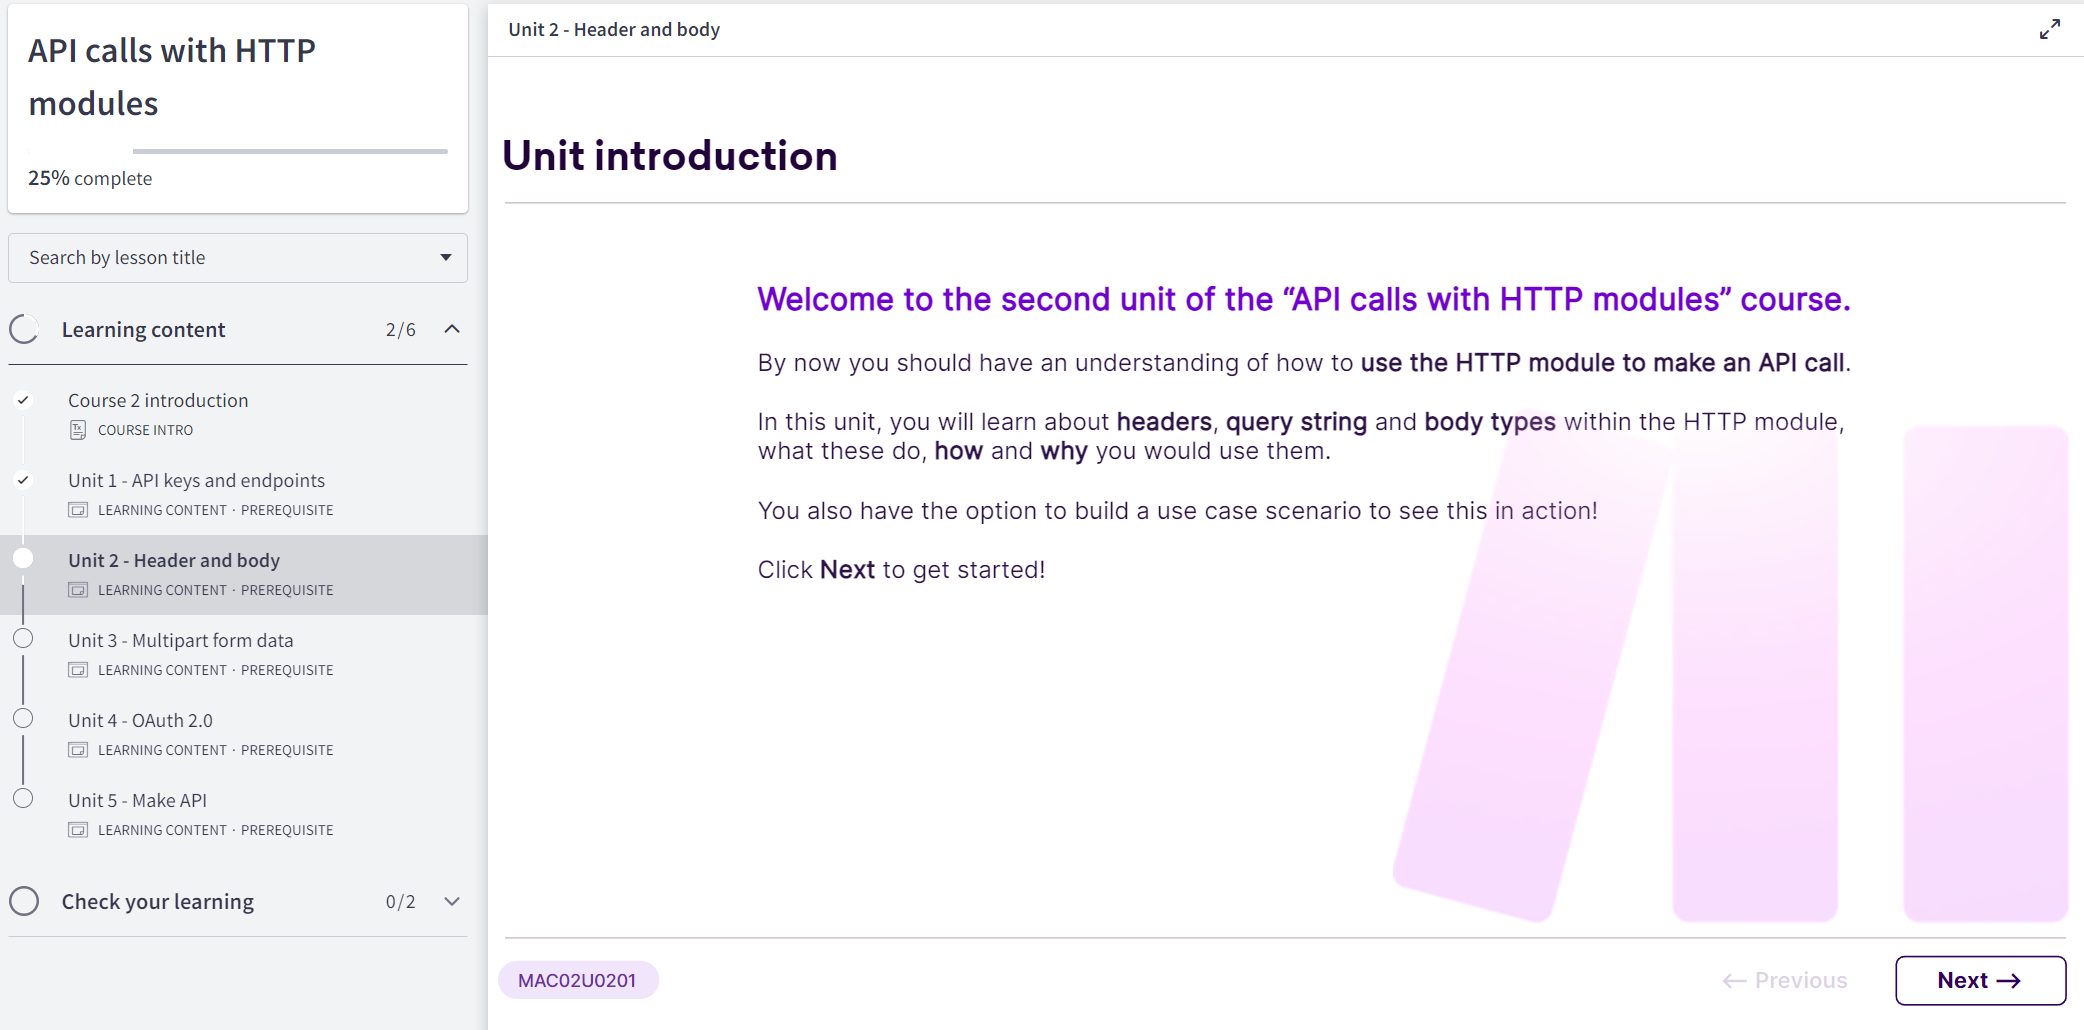 API calls with HTTP
modules
25% complete
Search by lesson title
Learning content 2/6
Course 2 introduction
COURSE INTRO
Unit 1 - API keys and endpoints
LEARNING CONTENT · PREREQUISITE
Unit 2 - Header and body
LEARNING CONTENT · PREREQUISITE
Unit 3 - Multipart form data
LEARNING CONTENT · PREREQUISITE
Unit 4 - OAuth 2.0
LEARNING CONTENT · PREREQUISITE
Unit 5 - Make API
LEARNING CONTENT · PREREQUISITE
Check your learning 0/2
Unit 2 - Header and body
Unit introduction
Welcome to the second unit of the “API calls with HTTP modules” course.
By now you should have an understanding of how to use the HTTP module to make an API call.
In this unit, you will learn about headers, query string and body types within the HTTP module,
what these do, how and why you would use them.
You also have the option to build a use case scenario to see this in action!
Click Next to get started!
MAC02U0201
← Previous
Next →